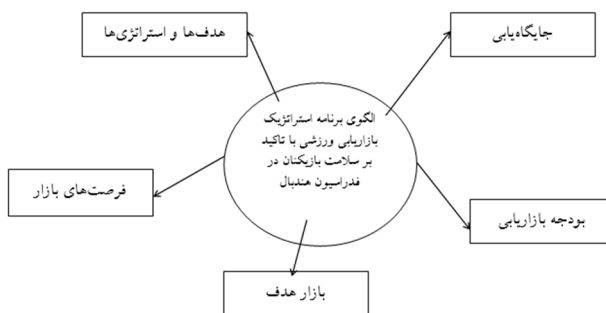 هدف‌ها و استراتژی‌ها
جایگاه‌یابی
الگوی برنامه استراتژیک
بازاریابی ورزشی با تاکید
بر سلامت بازیکنان در
فدراسیون هندبال
فرصت‌های بازار
بودجه بازاریابی
بازار هدف